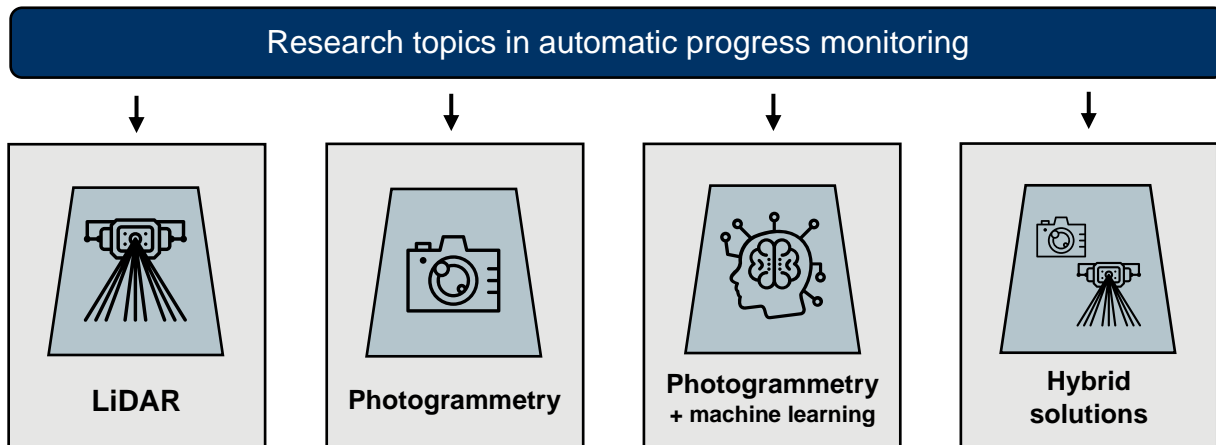 Research topics in automatic progress monitoring
LiDAR
Photogrammetry
Photogrammetry
+ machine learning
Hybrid
solutions